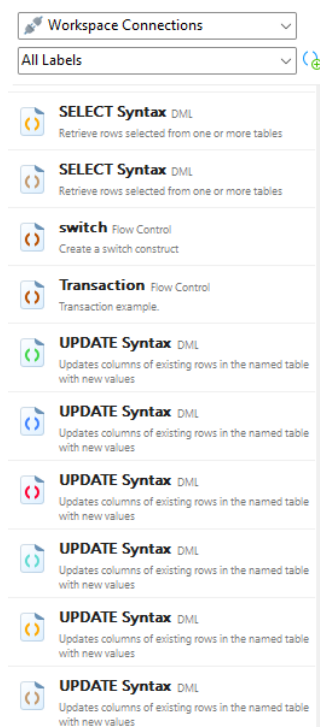 Workspace Connections
All Labels
SELECT Syntax DML
Retrieve rows selected from one or more tables
SELECT Syntax DML
Retrieve rows selected from one or more tables
switch Flow Control
Create a switch construct
Transaction Flow Control
Transaction example.
UPDATE Syntax DML
Updates columns of existing rows in the named table
with new values
UPDATE Syntax DML
Updates columns of existing rows in the named table
with new values
UPDATE Syntax DML
Updates columns of existing rows in the named table
with new values
UPDATE Syntax DML
Updates columns of existing rows in the named table
with new values
UPDATE Syntax DML
Updates columns of existing rows in the named table
with new values
UPDATE Syntax DML
Updates columns of existing rows in the named table
with new values